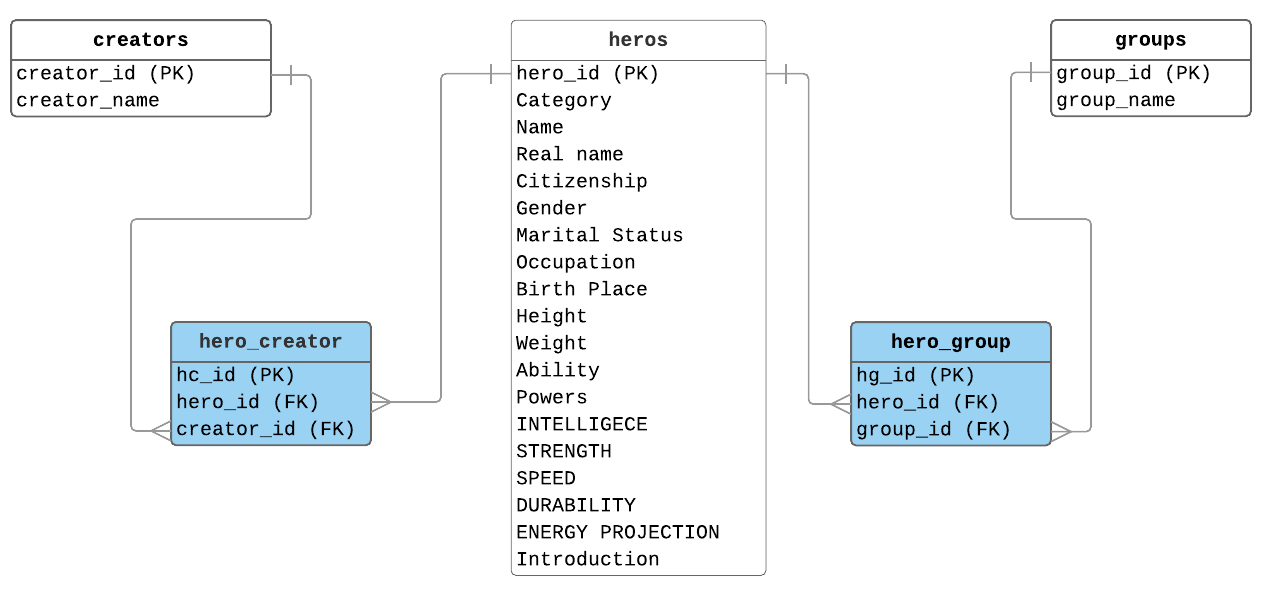 creators
creator_id (PK)
creator_name
heros
hero_id (PK)
Category
Name
Real name
Citizenship
Gender
Marital Status
Occupation
Birth Place
Height
Weight
Ability
Powers
INTELLIGECE
STRENGTH
SPEED
DURABILITY
ENERGY PROJECTION
Introduction
groups
group_id (PK)
group_name
hero_creator
hc_id (PK)
hero_id (FK)
creator_id (FK)
hero_group
hg_id (PK)
hero_id (FK)
group_id (FK)